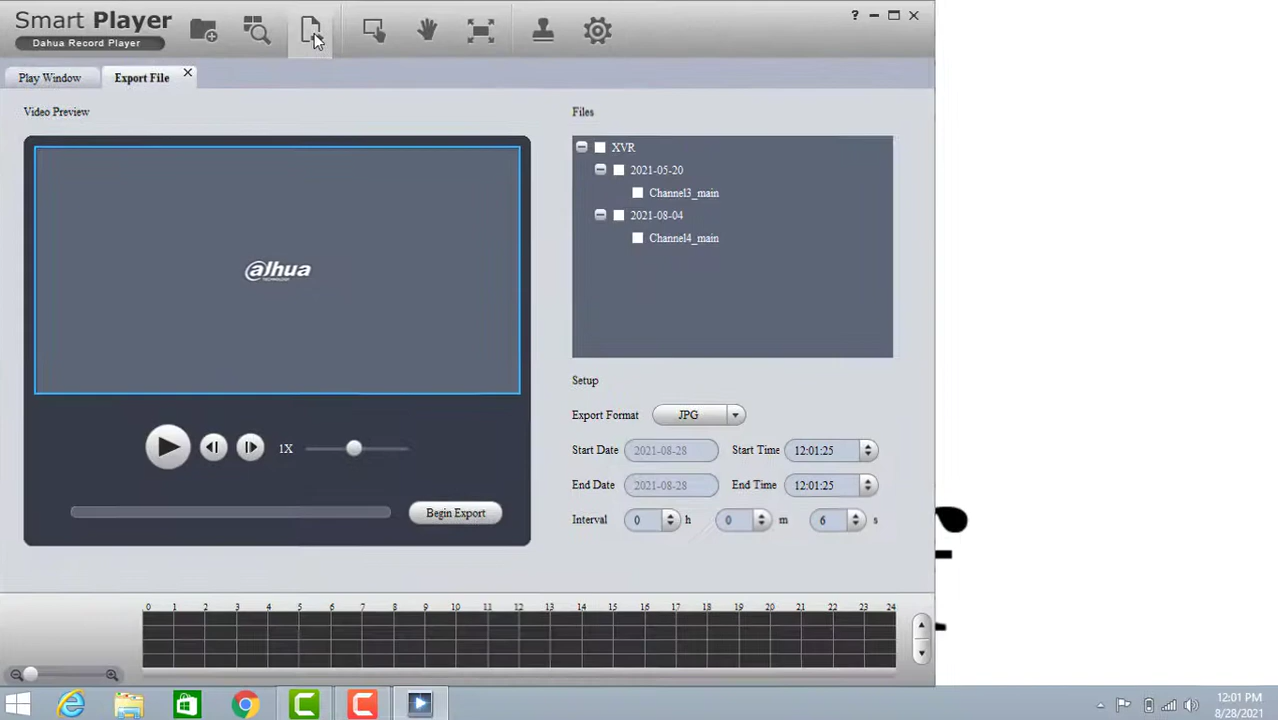 Smart Player
Dahua Record Player
?
Play Window
Export File
Video Preview
Files
alhua
TECHNOLOGY
XVR
2021-05-20
Channel3_main
2021-08-04
Channel4_main
Setup
Export Format JPG
Start Date 2021-08-28 Start Time 12:01:25
End Date 2021-08-28 End Time 12:01:25
Interval 0 h 0 m 6 s
1X
Begin Export
0 1 2 3 4 5 6 7 8 9 10 11 12 13 14 15 16 17 18 19 20 21 22 23 24
12:01 PM
8/28/2021